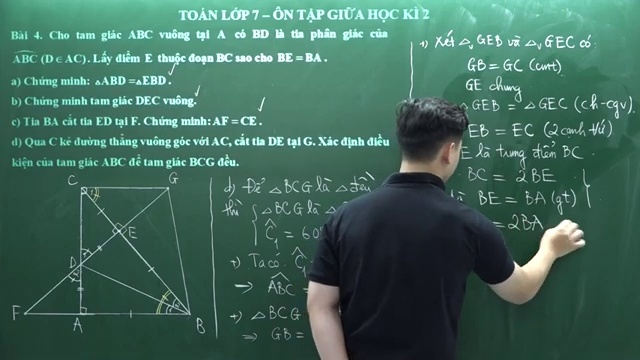 TOÁN LỚP 7 – ÔN TẬP GIỮA HỌC KÌ 2
Bài 4. Cho tam giác ABC vuông tại A có BD là tia phân giác của
ABC (D ∈ AC). Lấy điểm E thuộc đoạn BC sao cho BE = BA.
a) Chứng minh: △ABD = △EBD.
b) Chứng minh tam giác DEC vuông.
c) Tia BA cắt tia ED tại F. Chứng minh: AF = CE.
d) Qua C kẻ đường thẳng vuông góc với AC, cắt tia DE tại G. Xác định điều
kiện của tam giác ABC để tam giác BCG đều.
C
G
E
D
F
A
B
d) Để △BCG là △ đều
thì △BCG là
Ĉ₁ = 60
+) Ta có: Ĉ₁
→ ABC =
+) △BCG
⇒ GB =
+) Xét △ᵥ GEB và △ᵥ GEC có
GB = GC (cmt)
GE chung
△GEB = △GEC (ch-cgv)
EB = EC (2 cạnh t/ứ)
E là trung điểm BC.
BC = 2BE
BE = BA (gt)
= 2BA